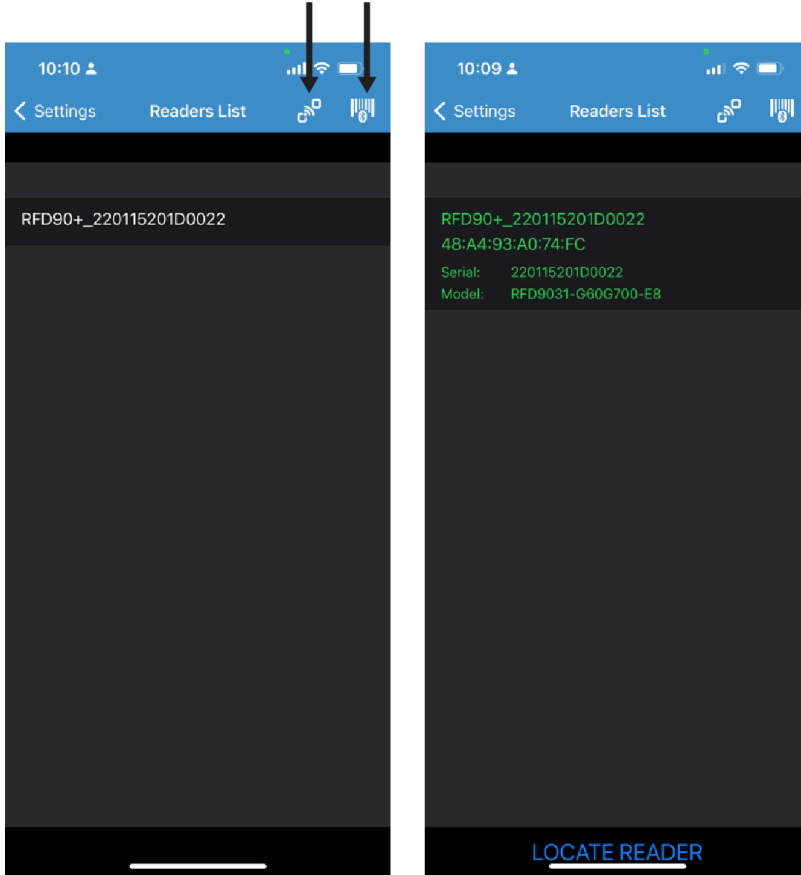 10:10
Settings
Readers List
RFD90+_220115201D0022
10:09
Settings
Readers List
RFD90+_220115201D0022
48:A4:93:A0:74:FC
Serial: 220115201D0022
Model: RFD9031-G60G700-E8
LOCATE READER